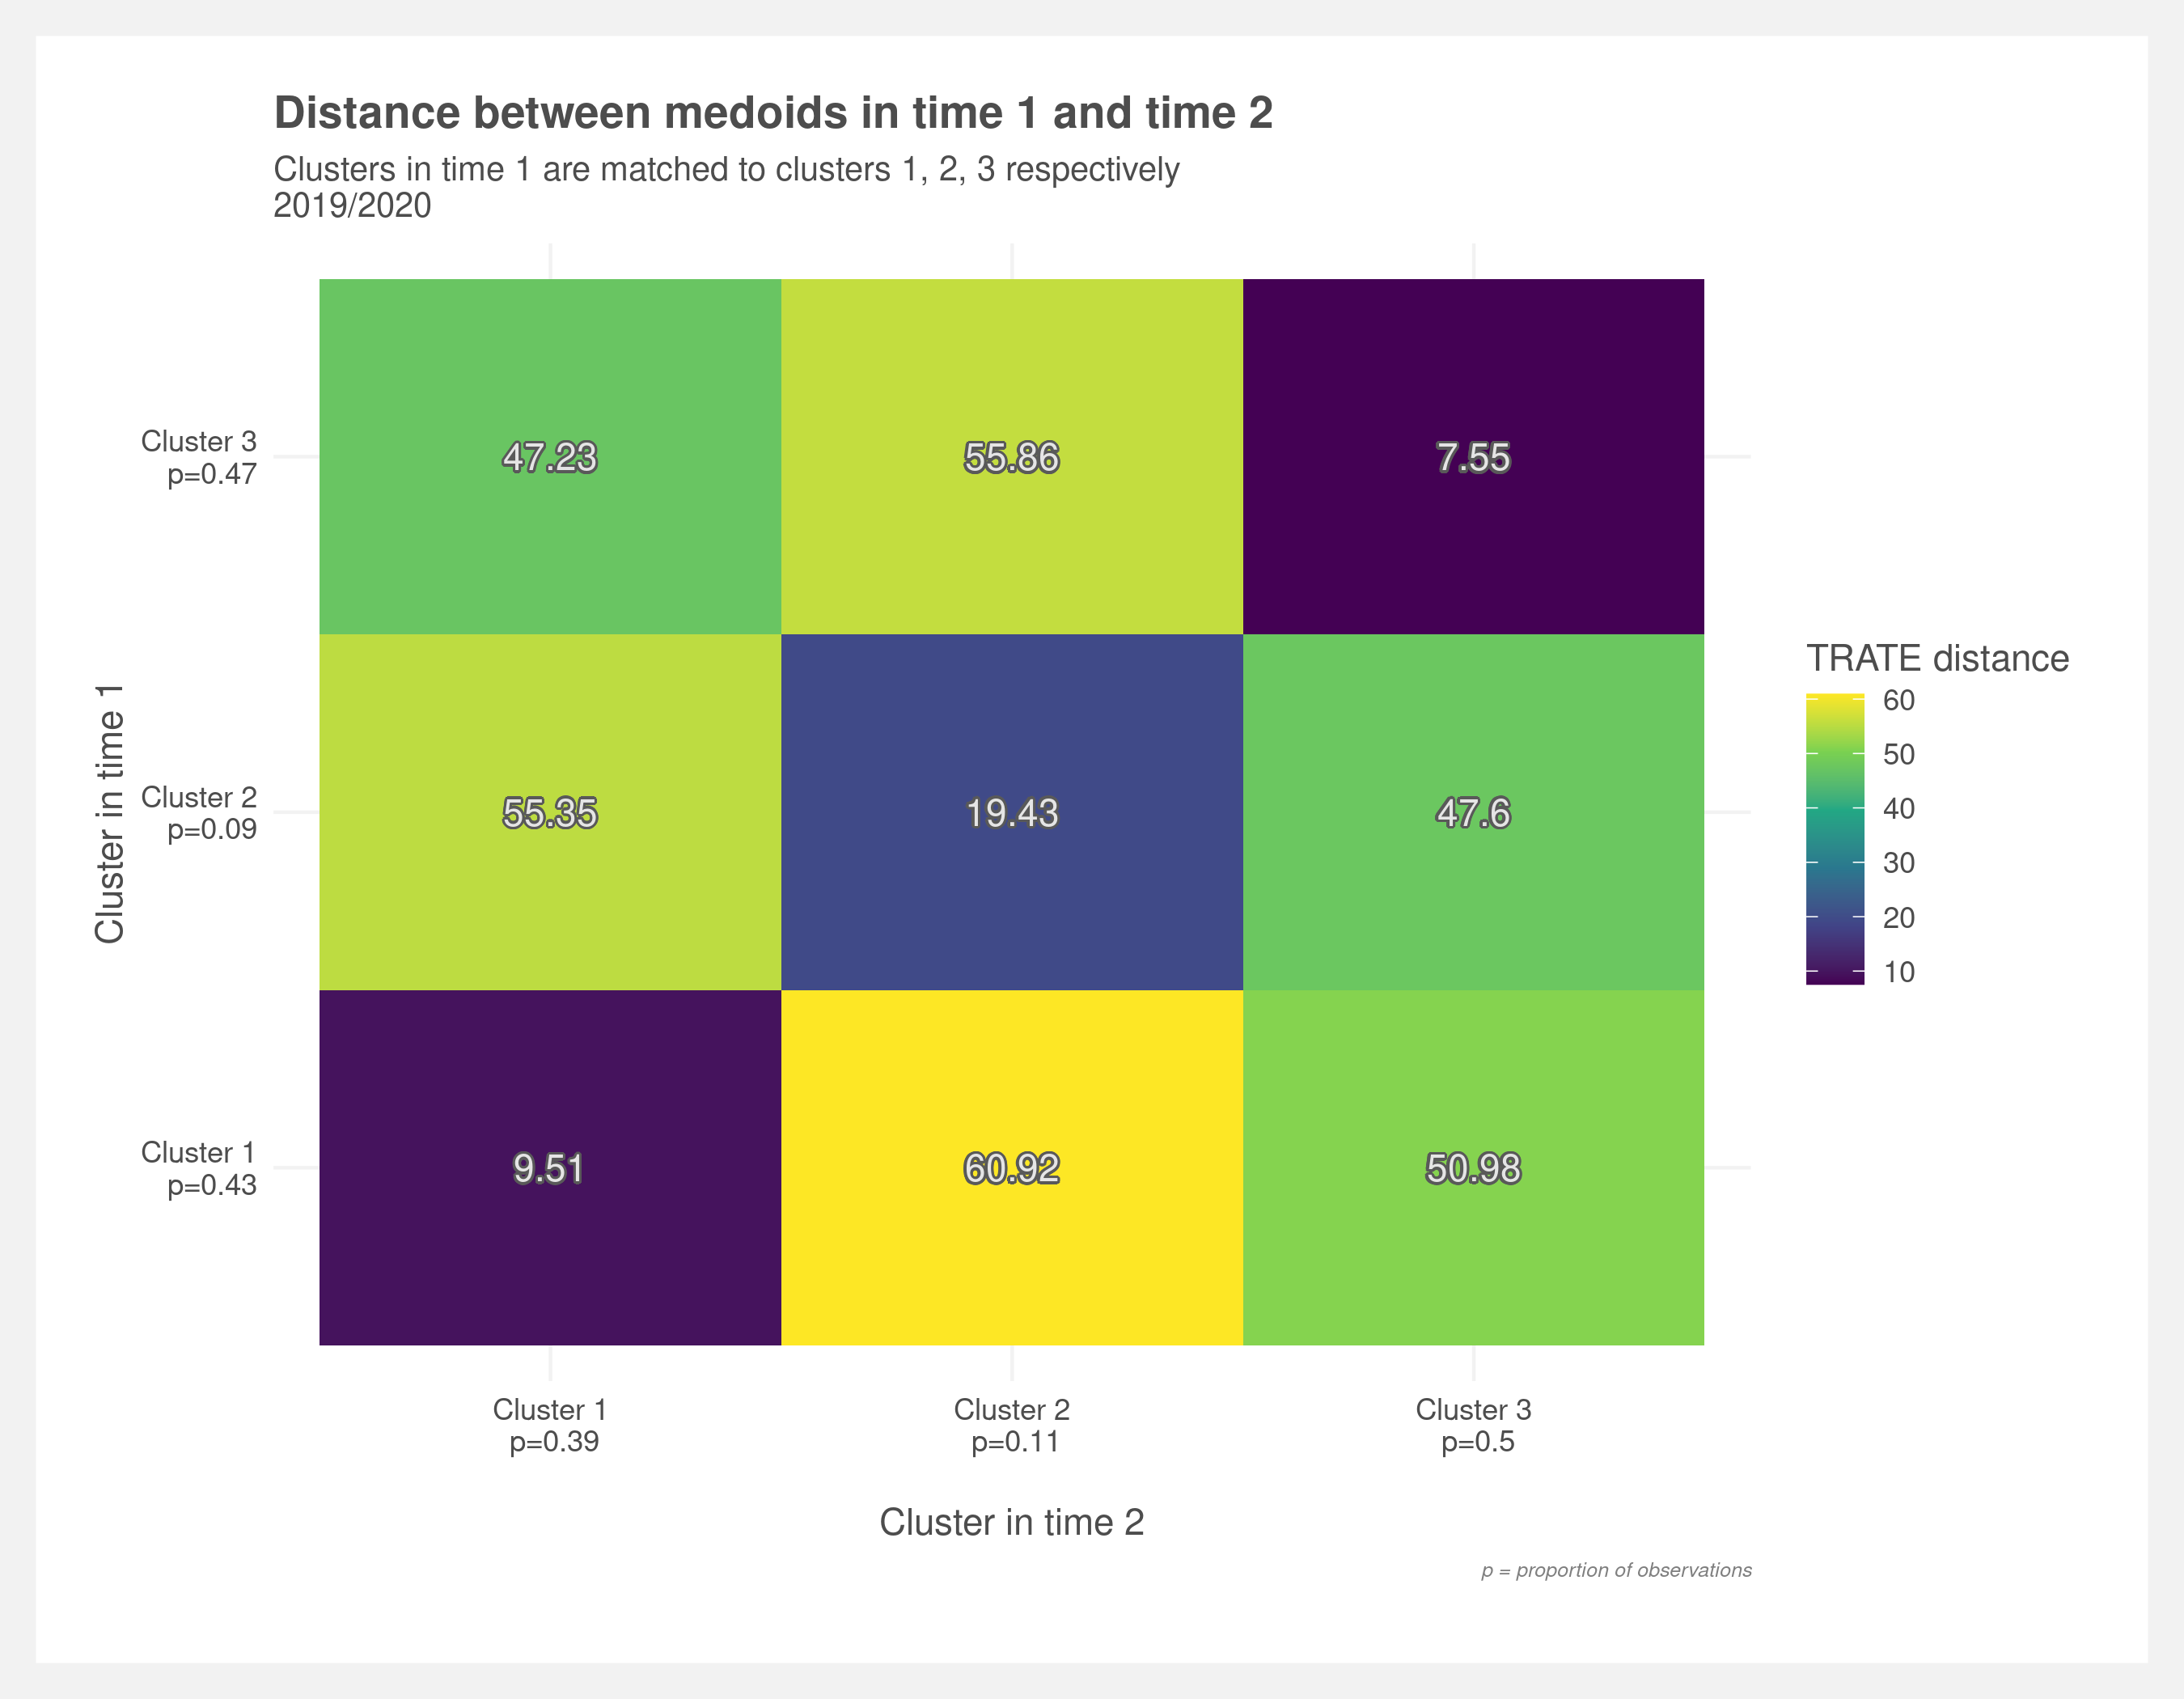 Distance between medoids in time 1 and time 2
Clusters in time 1 are matched to clusters 1, 2, 3 respectively
2019/2020
Cluster in time 1
Cluster 3
p=0.47
47.23
55.86
7.55
Cluster 2
p=0.09
55.35
19.43
47.6
Cluster 1
p=0.43
9.51
60.92
50.98
Cluster 1
p=0.39
Cluster 2
p=0.11
Cluster 3
p=0.5
Cluster in time 2
TRATE distance
60
50
40
30
20
10
p = proportion of observations